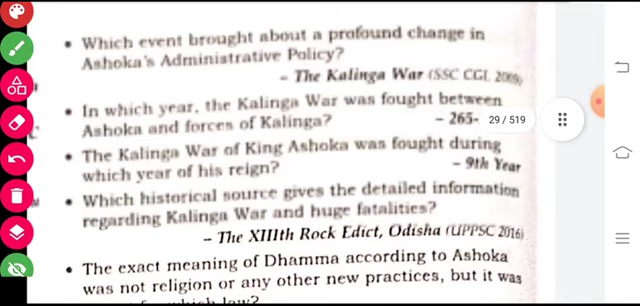 • Which event brought about a profound change in
Ashoka's Administrative Policy?
– The Kalinga War (SSC CGL
• In which year, the Kalinga War was fought between
Ashoka and forces of Kalinga? – 265-
29 / 519
• The Kalinga War of King Ashoka was fought during
which year of his reign? – 9th Year
• Which historical source gives the detailed information
regarding Kalinga War and huge fatalities?
– The XIIIth Rock Edict, Odisha (UPPSC 2016)
• The exact meaning of Dhamma according to Ashoka
was not religion or any other new practices, but it was
which law?